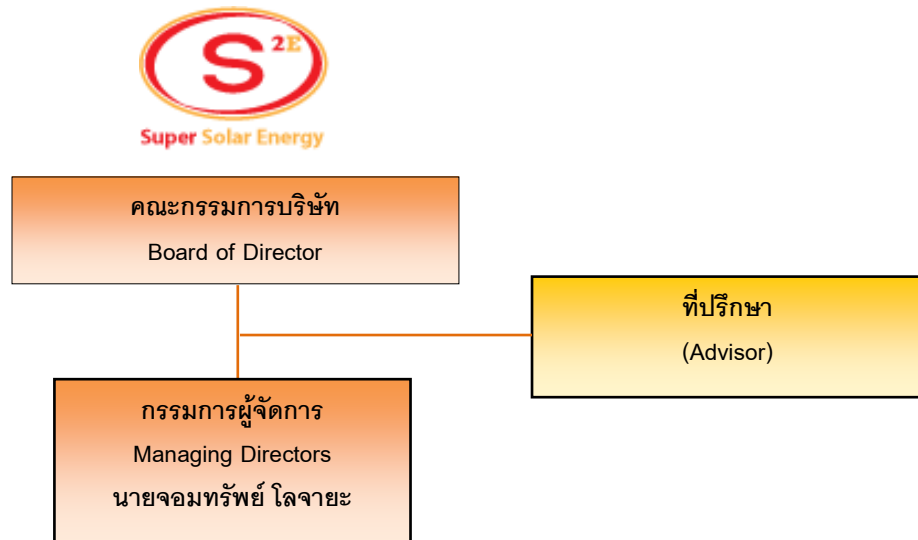 S 2E
Super Solar Energy
คณะกรรมการบริษัท
Board of Director
ที่ปรึกษา
(Advisor)
กรรมการผู้จัดการ
Managing Directors
นายจอมทรัพย์ โลจายะ